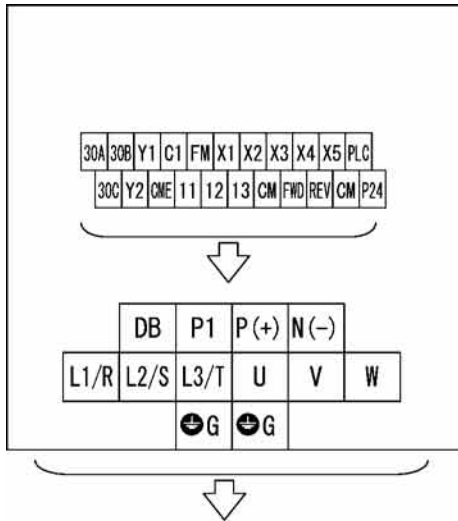 30A 30B Y1 C1 FM X1 X2 X3 X4 X5 PLC
30C Y2 CME 11 12 13 CM FWD REV CM P24
DB P1 P(+) N(-)
L1/R L2/S L3/T U V W
G G